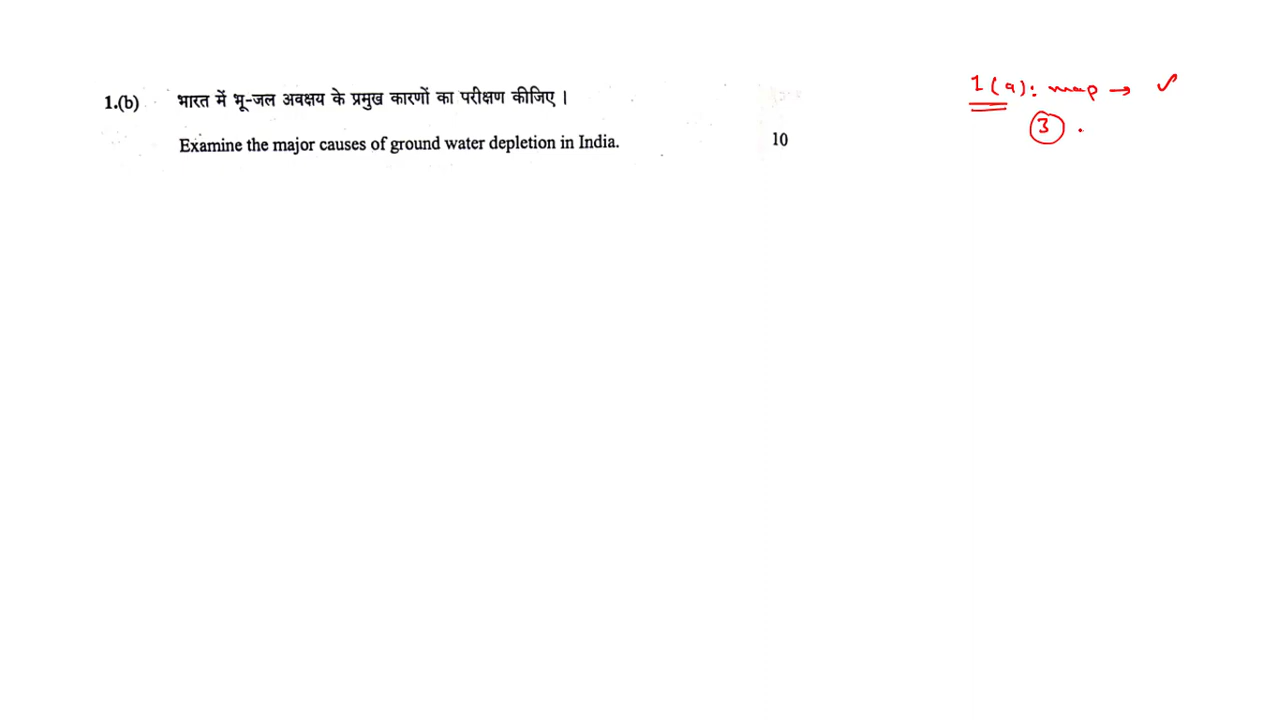 1.(b) भारत में भू-जल अवक्षय के प्रमुख कारणों का परीक्षण कीजिए।
Examine the major causes of ground water depletion in India. 10
1(a): map → ✓
3 .